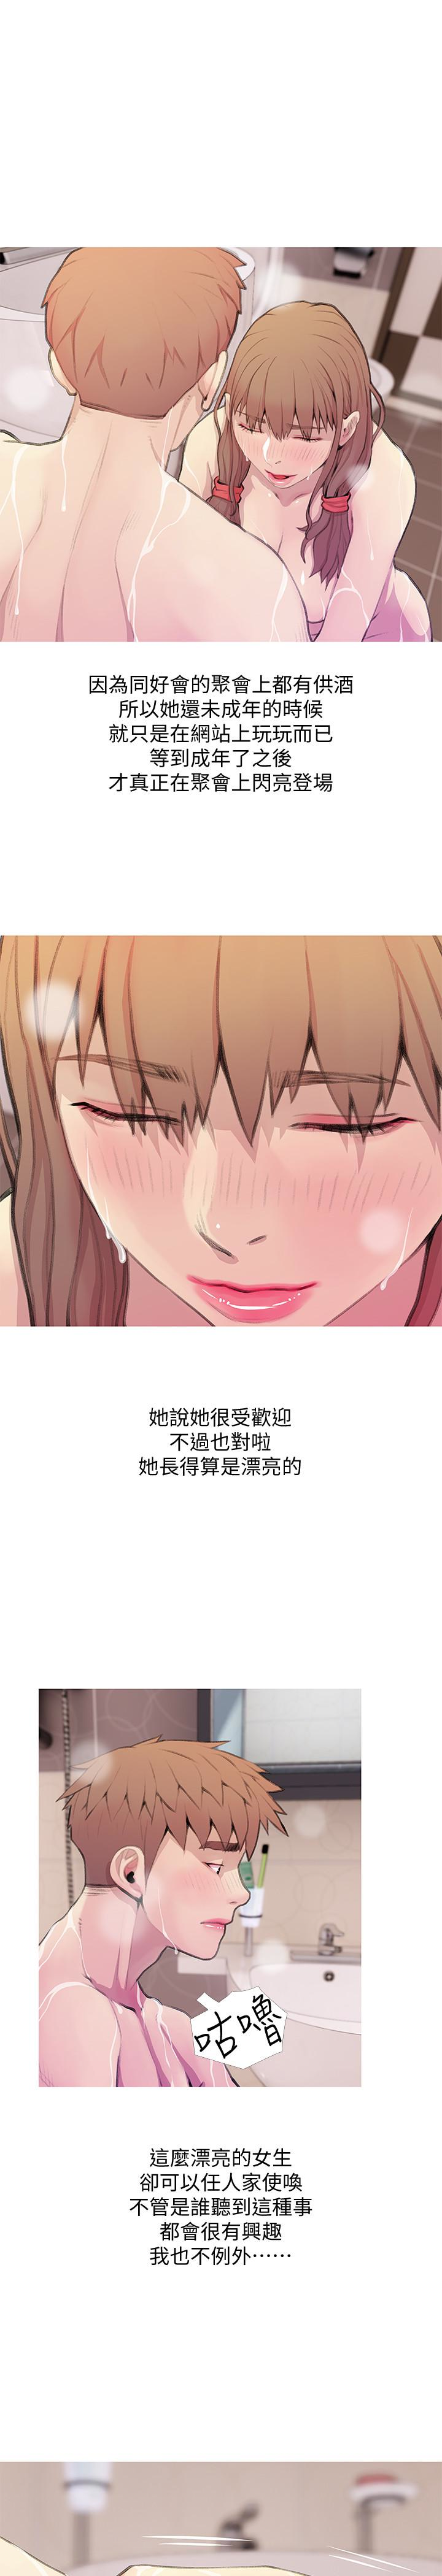 因為同好會的聚會上都有供酒
所以她還未成年的時候
就只是在網站上玩玩而已
等到成年了之後
才真正在聚會上閃亮登場
她說她很受歡迎
不過也對啦
她長得算是漂亮的
咕嚕
這麼漂亮的女生
卻可以任人家使喚
不管是誰聽到這種事
都會很有興趣
我也不例外⋯⋯